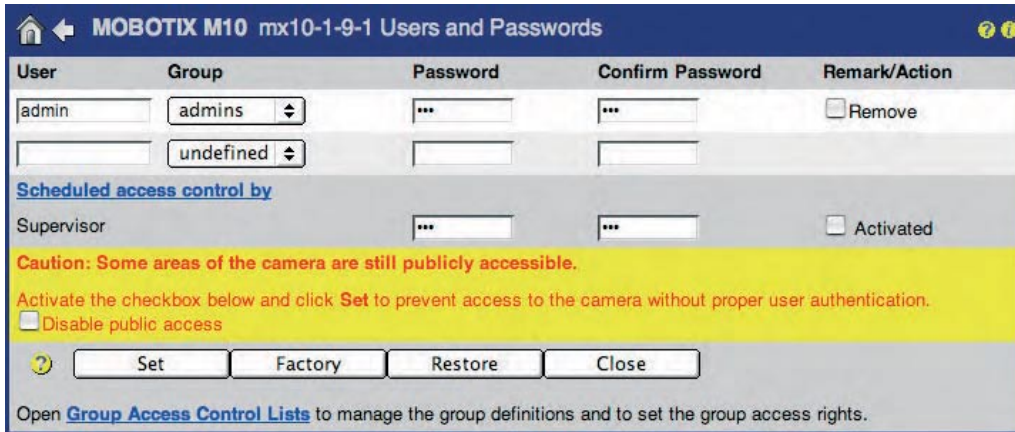 MOBOTIX M10 mx10-1-9-1 Users and Passwords ? i
User Group Password Confirm Password Remark/Action
admin admins ••• ••• Remove
undefined
Scheduled access control by
Supervisor ••• ••• Activated
Caution: Some areas of the camera are still publicly accessible.
Activate the checkbox below and click Set to prevent access to the camera without proper user authentication.
Disable public access
? Set Factory Restore Close
Open Group Access Control Lists to manage the group definitions and to set the group access rights.